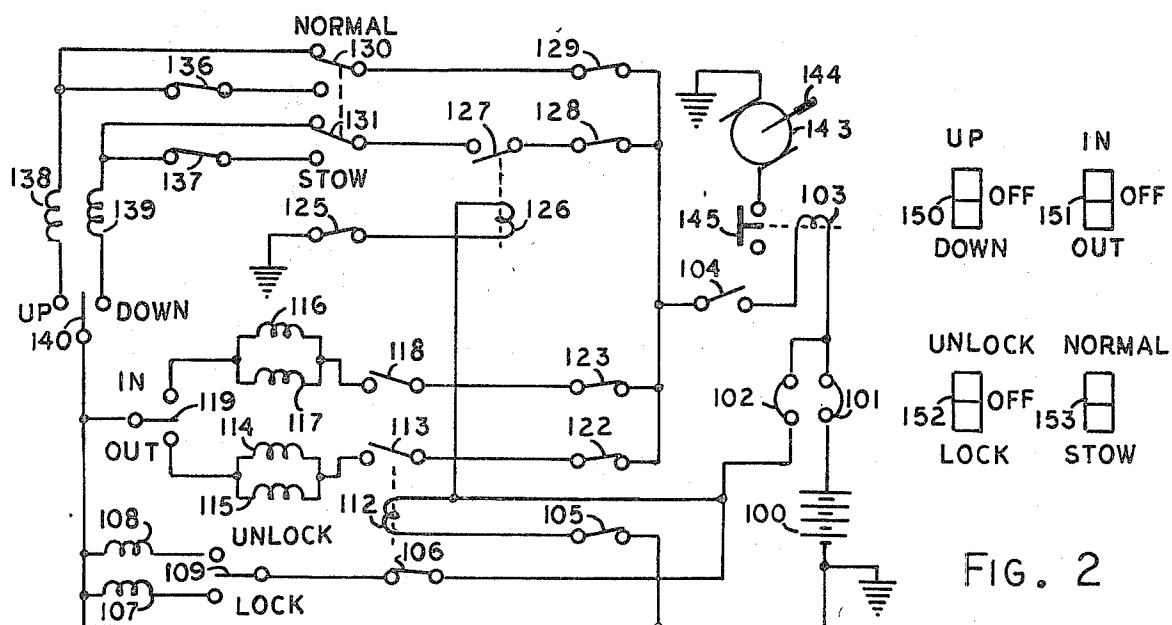 NORMAL
130
129
136
144
131
127
128
143
UP
IN
138
137
STOW
150
OFF
151
OFF
139
125
126
145
103
DOWN
OUT
104
UP
DOWN
140
116
118
123
UNLOCK
NORMAL
IN
119
117
102
101
152
OFF
153
OUT
114
113
122
LOCK
STOW
115
112
105
100
108
UNLOCK
109
106
107
LOCK
FIG. 2